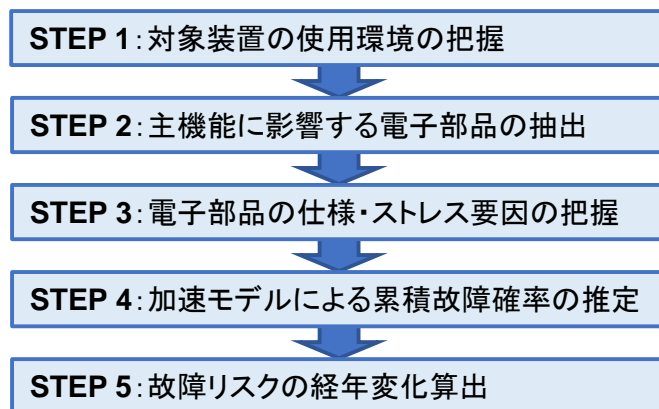 STEP 1:対象装置の使用環境の把握
STEP 2:主機能に影響する電子部品の抽出
STEP 3:電子部品の仕様・ストレス要因の把握
STEP 4:加速モデルによる累積故障確率の推定
STEP 5:故障リスクの経年変化算出